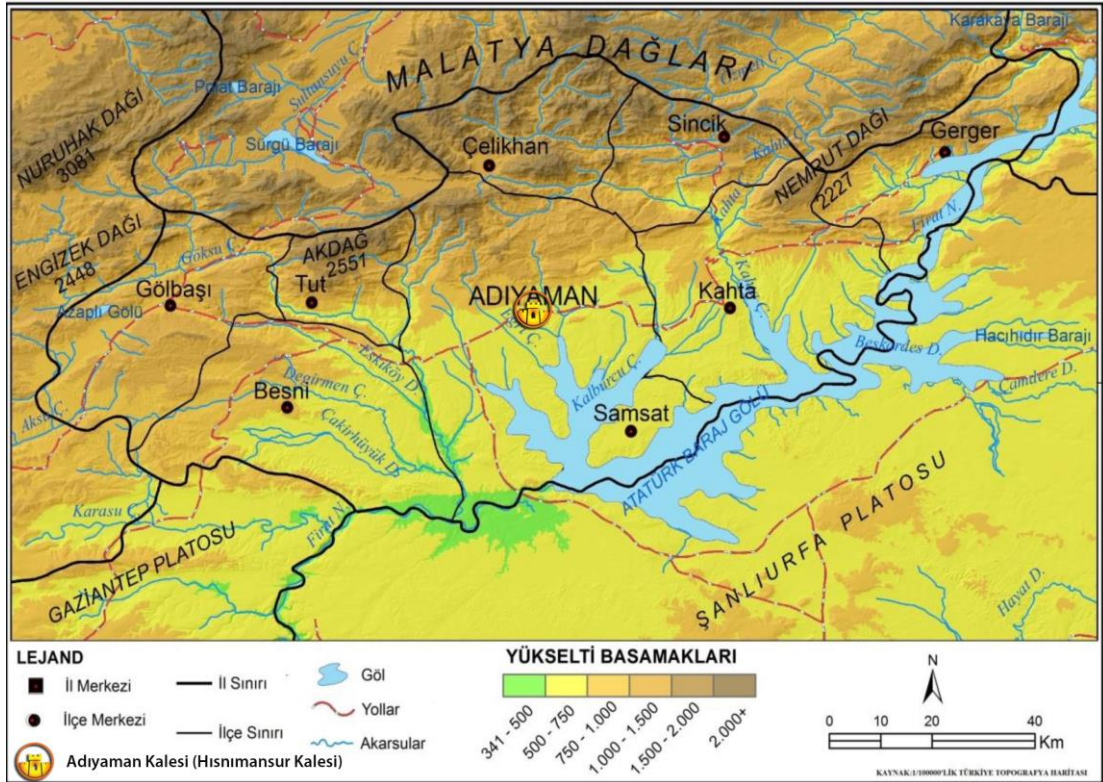 Karakaya Barajı
MALATYA DAĞLARI
Polat Barajı
Sultansuyu Ç.
NURUHAK DAĞI
3081
Sürgü Barajı
Çelikhan
Sincik
Kahta Ç.
NEMRUT DAĞI
2227
Gerger
Kahta
Fırat N.
ENGİZEK DAĞI
2448
Göksu Ç.
AKDAĞ
2551
Gölbaşı
Tut
Azaplı Gölü
ADIYAMAN
Kahta
Kahta Ç.
Beskardes D.
Hacıhıdır Barajı
Camdere D.
Eskiköy D.
Kalburcu Ç.
Besni
Degirmen Ç.
Aksu Ç.
Cakirhüyük D.
Samsat
ATATÜRK BARAJ GÖLÜ
ŞANLIURFA PLATOSU
Karasu Ç.
Fırat N.
GAZİANTEP PLATOSU
Hayat D.
LEJAND
İl Merkezi
İl Sınırı
Göl
İlçe Merkezi
İlçe Sınırı
Yollar
Akarsular
Adıyaman Kalesi (Hısnımansur Kalesi)
YÜKSELTİ BASAMAKLARI
341 - 500
500 - 750
750 - 1.000
1.000 - 1.500
1.500 - 2.000
2.000+
N
0 10 20 40
Km
KAYNAK:1/100000'LİK TÜRKİYE TOPOGRAFYA HARİTASI